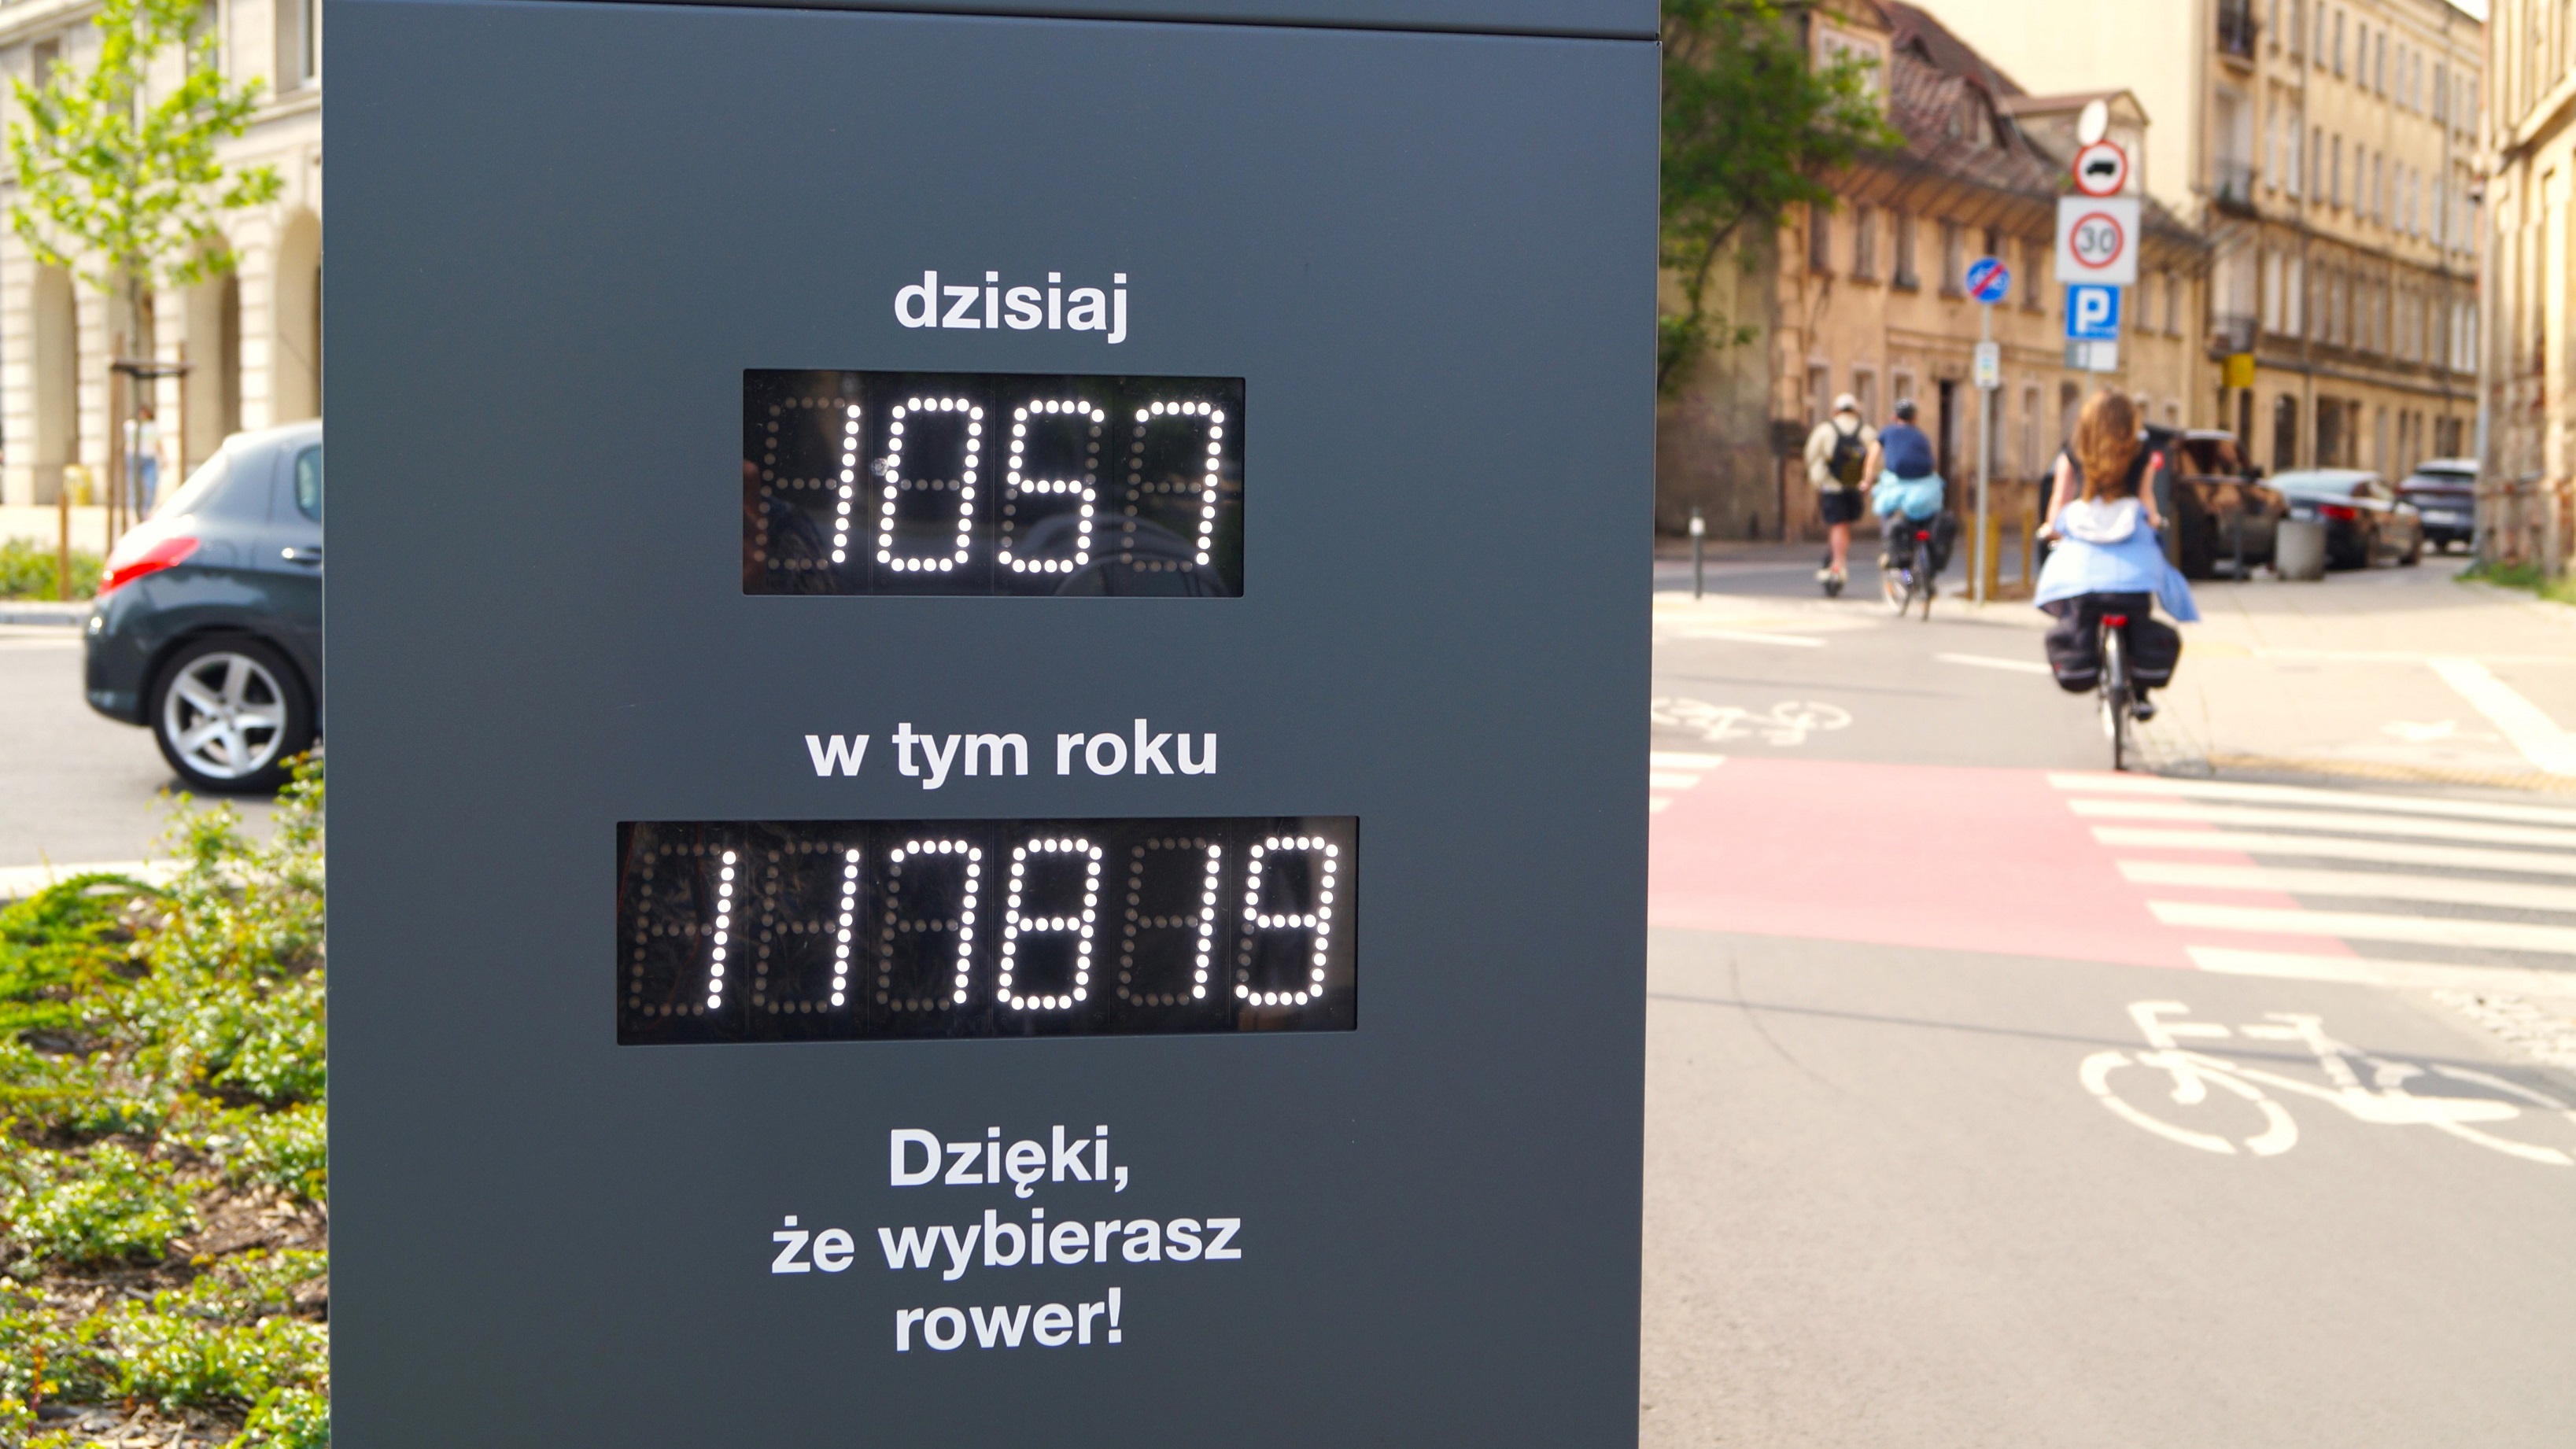 dzisiaj
1057
w tym roku
117819
Dzięki,
że wybierasz
rower!
30
P